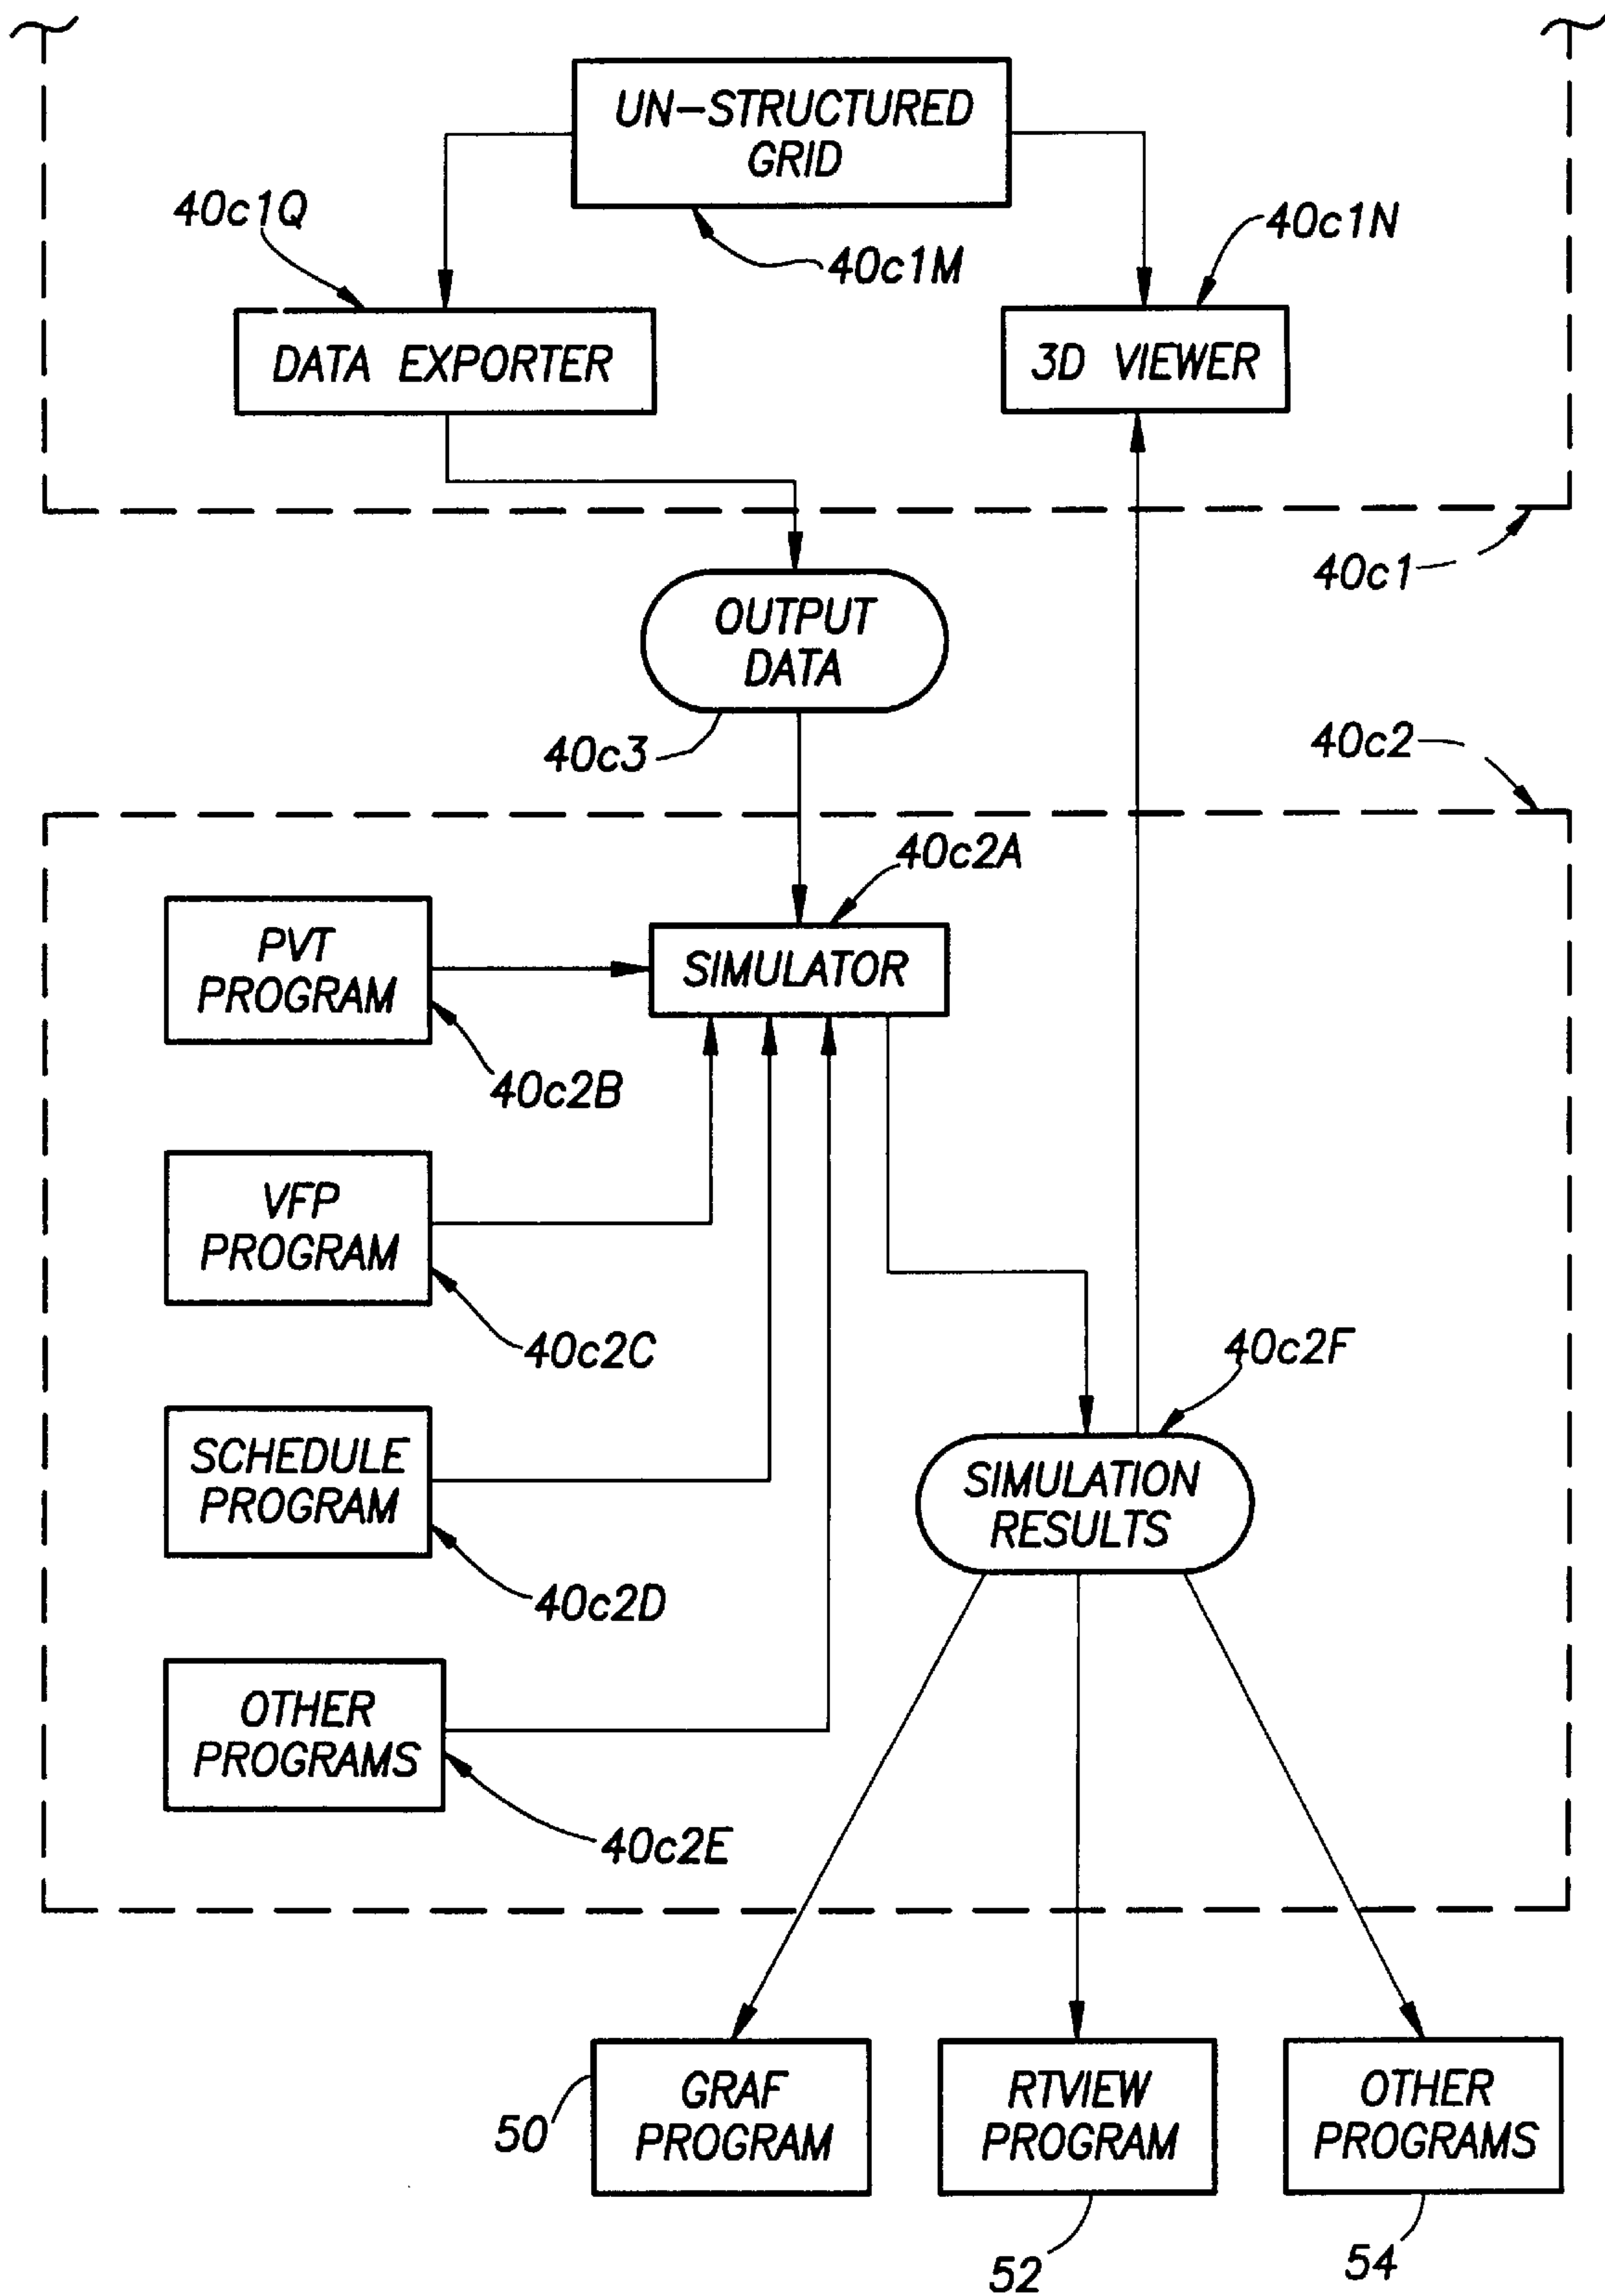 UN-STRUCTURED
GRID
40c1Q
40c1M
40c1N
DATA EXPORTER
3D VIEWER
40c1
OUTPUT
DATA
40c3
40c2
40c2A
PVT
PROGRAM
SIMULATOR
40c2B
VFP
PROGRAM
40c2C
40c2F
SCHEDULE
PROGRAM
SIMULATION
RESULTS
40c2D
OTHER
PROGRAMS
40c2E
GRAF
PROGRAM
RTVIEW
PROGRAM
OTHER
PROGRAMS
50
52
54